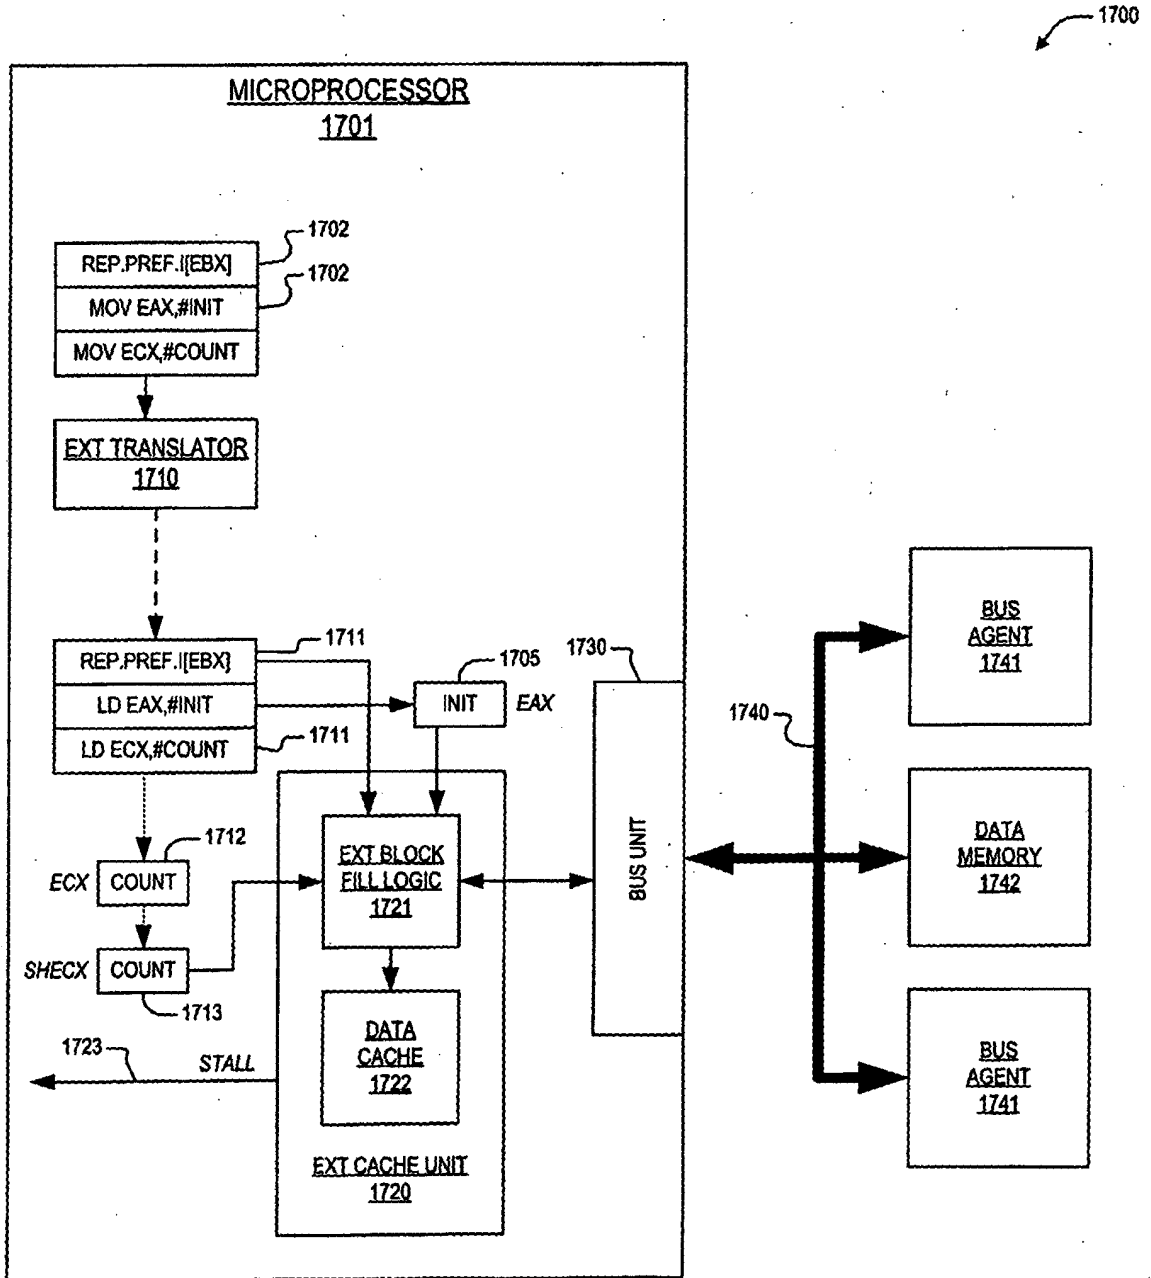 1700
MICROPROCESSOR
1701
1702
REP.PREF.I[EBX]
1702
MOV EAX,#INIT
MOV ECX,#COUNT
EXT TRANSLATOR
1710
1711
REP.PREF.I[EBX]
LD EAX,#INIT
1711
LD ECX,#COUNT
1705
INIT
EAX
1730
BUS UNIT
1712
ECX
COUNT
SHECX
COUNT
1713
EXT BLOCK
FILL LOGIC
1721
DATA
CACHE
1722
1723
STALL
EXT CACHE UNIT
1720
1740
BUS
AGENT
1741
DATA
MEMORY
1742
BUS
AGENT
1741